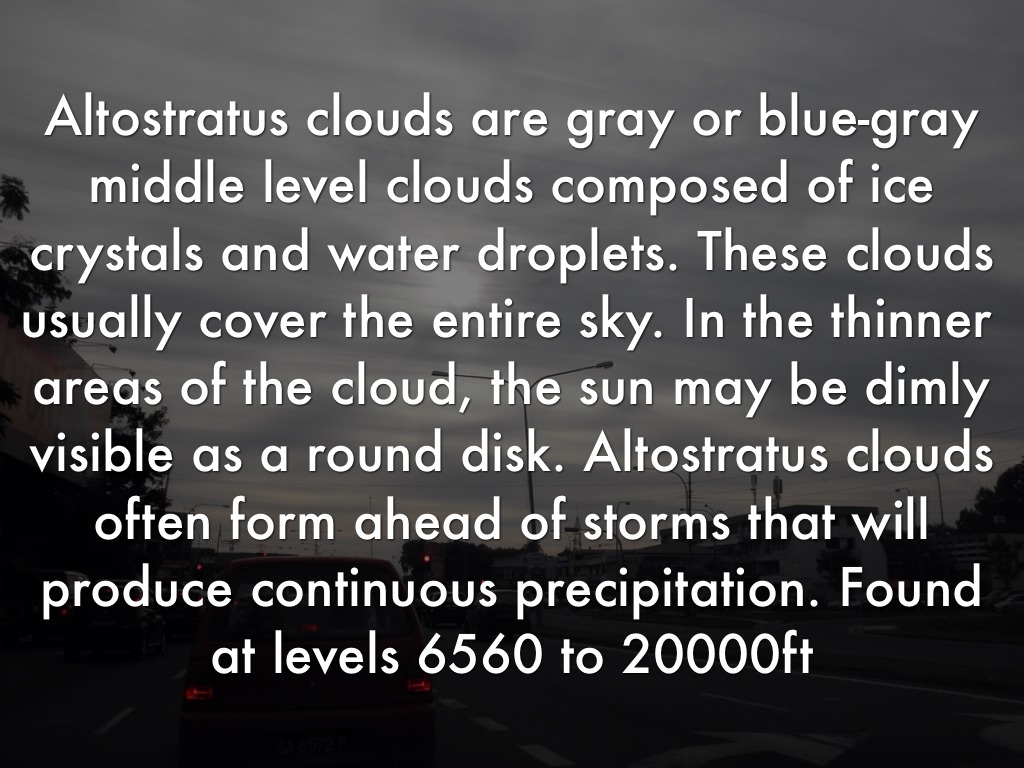 Altostratus clouds are gray or blue-gray
middle level clouds composed of ice
crystals and water droplets. These clouds
usually cover the entire sky. In the thinner
areas of the cloud, the sun may be dimly
visible as a round disk. Altostratus clouds
often form ahead of storms that will
produce continuous precipitation. Found
at levels 6560 to 20000ft
SA 6572 P